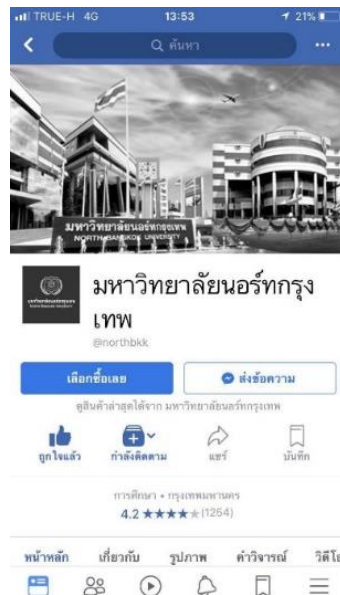 TRUE-H 4G 13:53 21%
ค้นหา
มหาวิทยาลัยนอร์ทกรุงเทพ
NORTH BANGKOK UNIVERSITY
มหาวิทยาลัยนอร์ทกรุง
เทพ
@northbkk
เลือกซื้อเลย ส่งข้อความ
ดูสินค้าล่าสุดได้จาก มหาวิทยาลัยนอร์ทกรุงเทพ
ถูกใจแล้ว กำลังติดตาม แชร์ บันทึก
การศึกษา • กรุงเทพมหานคร
4.2 ★★★★★ (1254)
หน้าหลัก เกี่ยวกับ รูปภาพ คำวิจารณ์ วิดีโอ